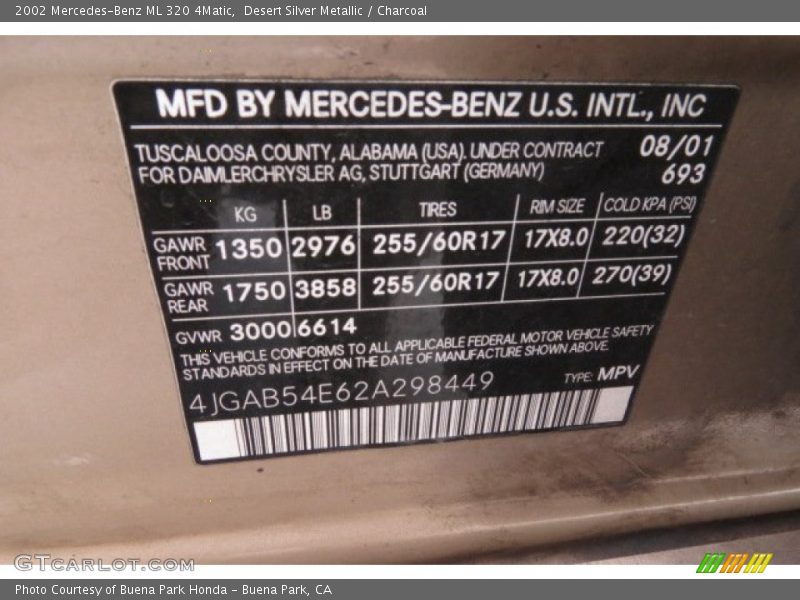 2002 Mercedes-Benz ML 320 4Matic,  Desert Silver Metallic / Charcoal
MFD BY MERCEDES-BENZ U.S. INTL., INC
TUSCALOOSA COUNTY, ALABAMA (USA). UNDER CONTRACT 08/01
FOR DAIMLERCHRYSLER AG, STUTTGART (GERMANY) 693
KG LB TIRES RIM SIZE COLD KPA (PSI)
GAWR FRONT 1350 2976 255/60R17 17X8.0 220(32)
GAWR REAR 1750 3858 255/60R17 17X8.0 270(39)
GVWR 3000 6614
THIS VEHICLE CONFORMS TO ALL APPLICABLE FEDERAL MOTOR VEHICLE SAFETY
STANDARDS IN EFFECT ON THE DATE OF MANUFACTURE SHOWN ABOVE.
4JGAB54E62A298449 TYPE: MPV
GTCARLOT.COM
Photo Courtesy of Buena Park Honda - Buena Park, CA